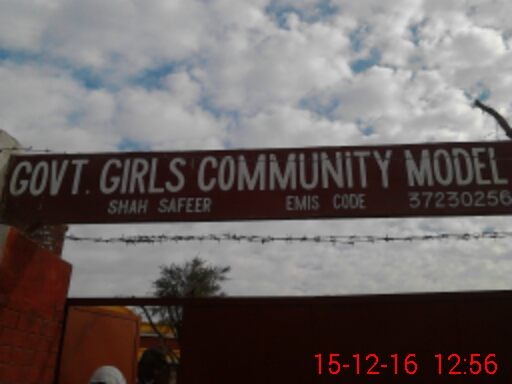 GOVT. GIRLS COMMUNITY MODEL
SHAH SAFEER EMIS CODE 37230256
15-12-16 12:56